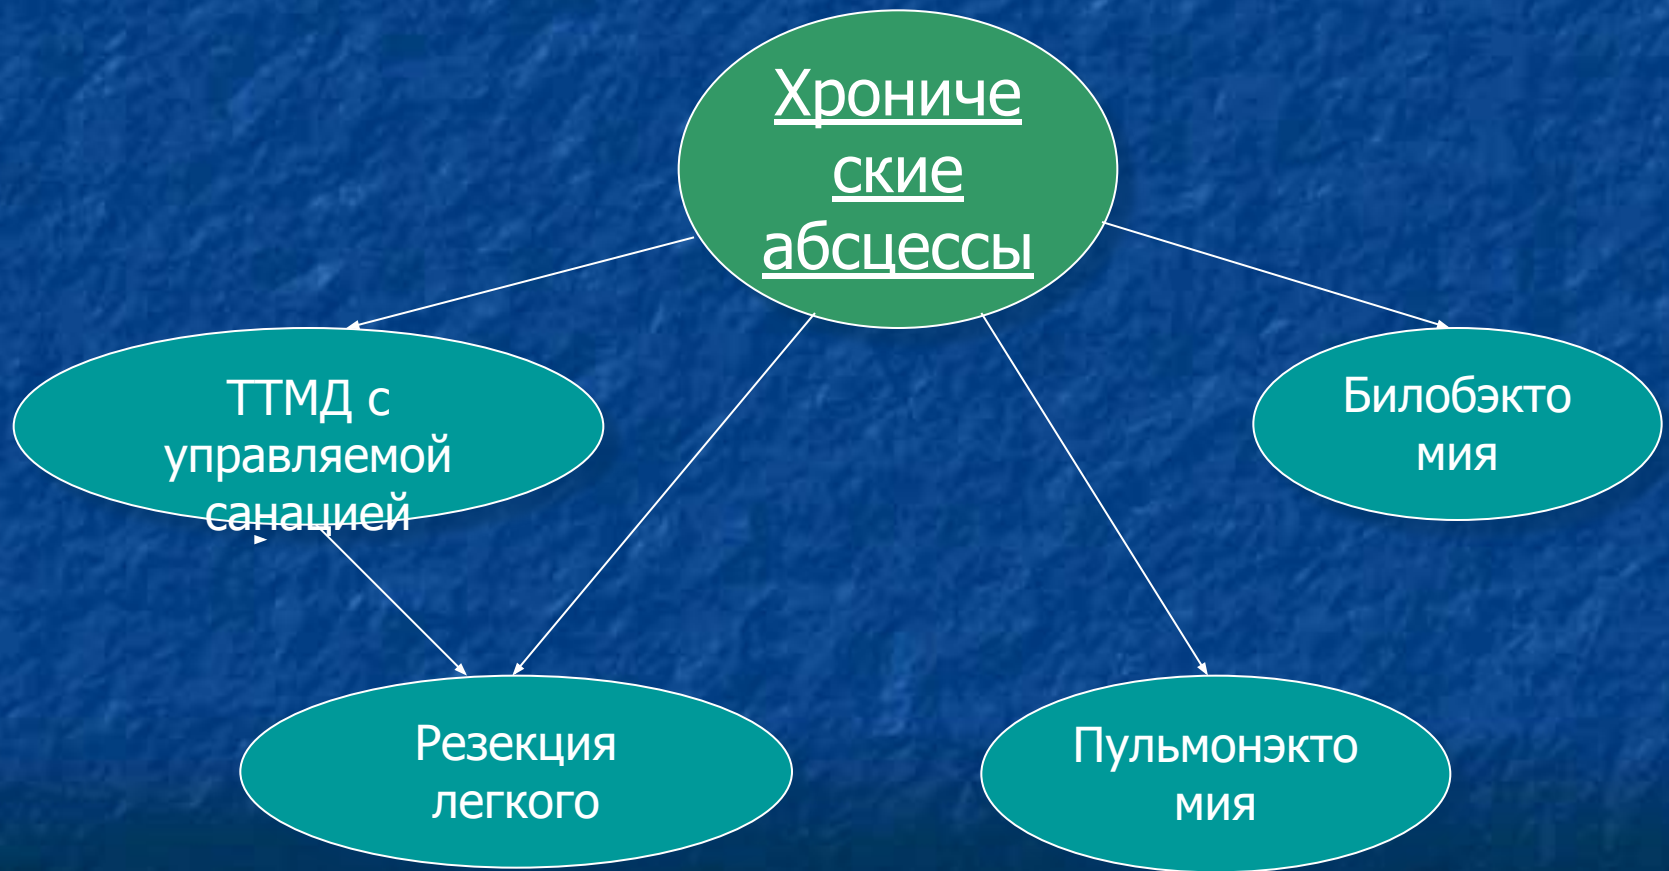 Хрониче
ские
абсцессы
ТТМД с
управляемой
санацией
Билобэкто
мия
Резекция
легкого
Пульмонэкто
мия